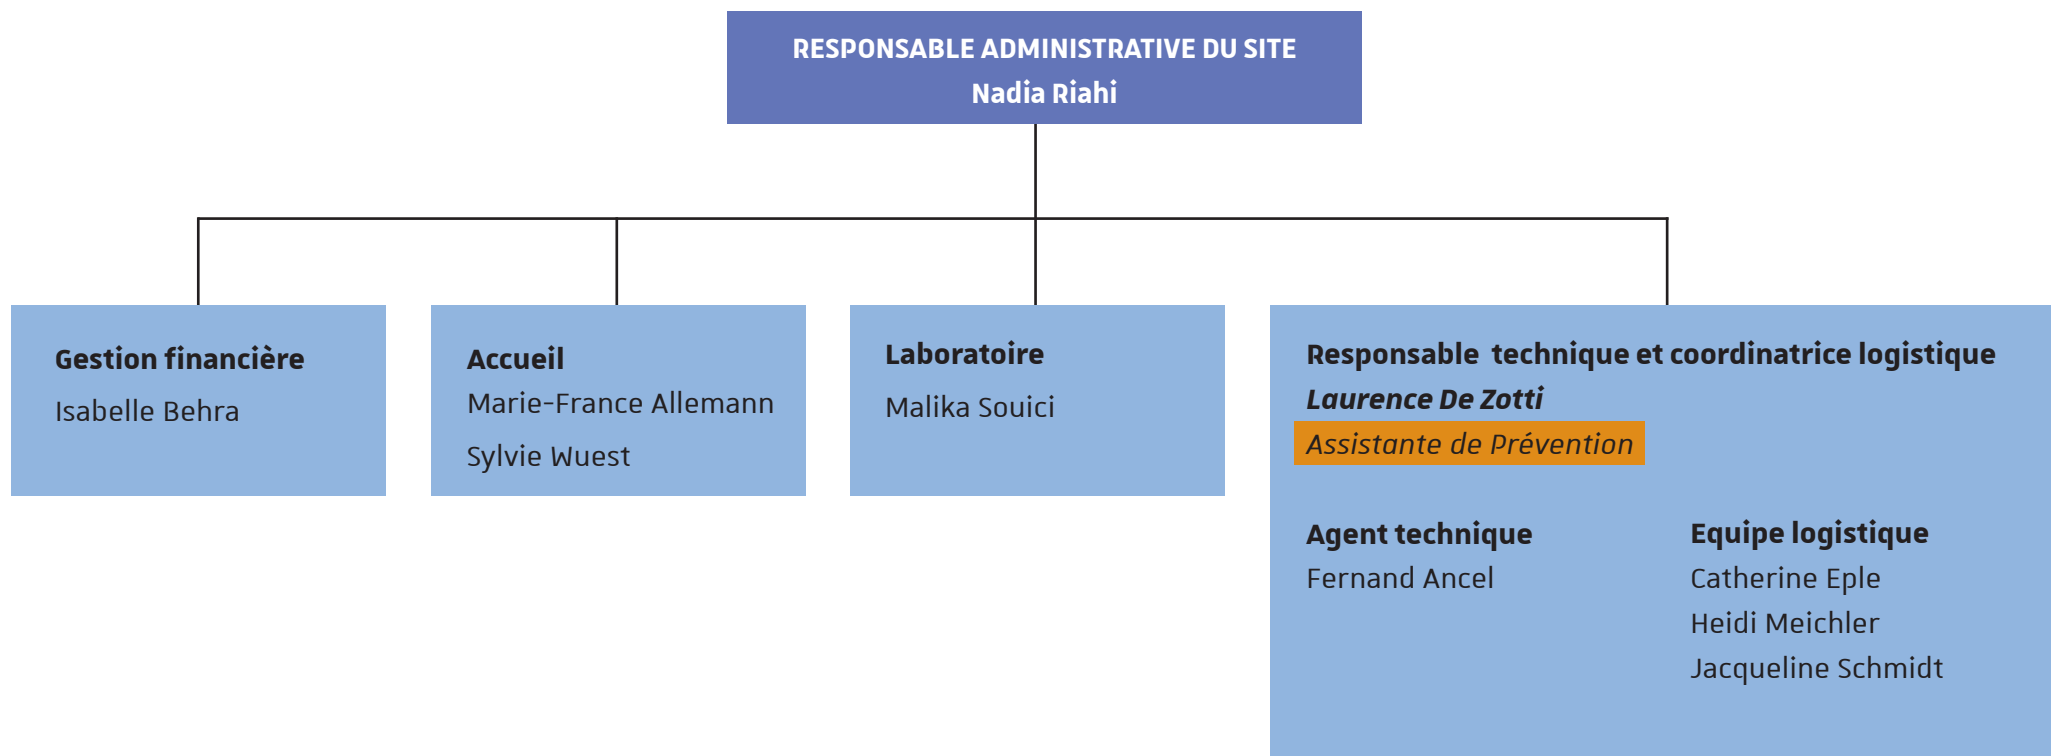 RESPONSABLE ADMINISTRATIVE DU SITE
Nadia Riahi
Gestion financière
Isabelle Behra
Accueil
Marie-France Allemann
Sylvie Wuest
Laboratoire
Malika Souici
Responsable technique et coordinatrice logistique
Laurence De Zotti
Assistante de Prévention
Agent technique
Fernand Ancel
Equipe logistique
Catherine Eple
Heidi Meichler
Jacqueline Schmidt